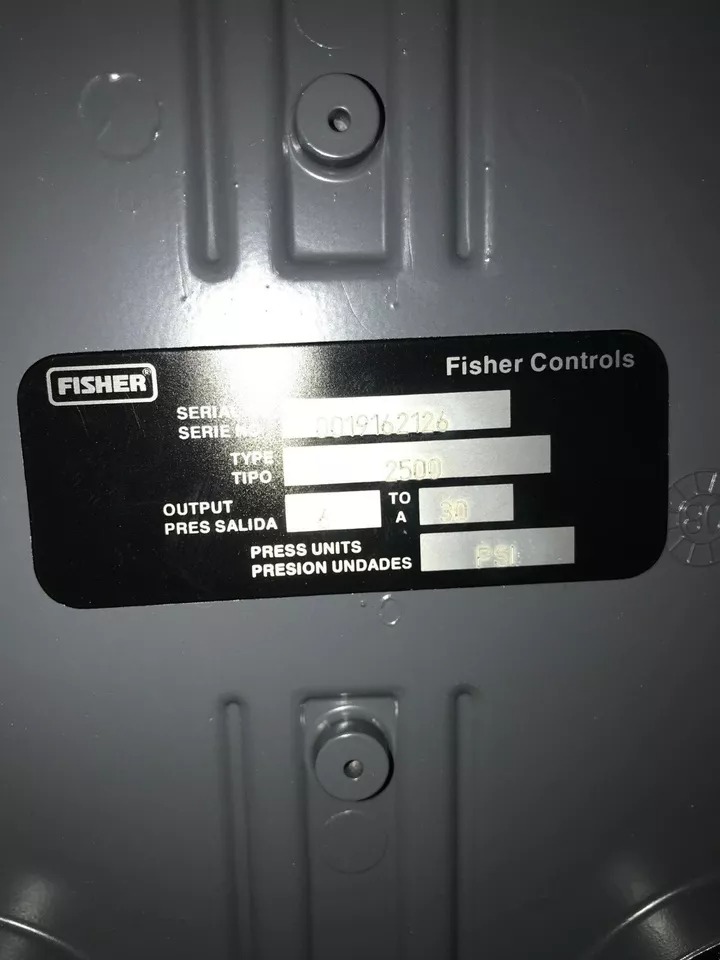 FISHER®
Fisher Controls
SERIAL
SERIE NO 0019162126
TYPE
TIPO 2500
OUTPUT
PRES SALIDA 6 TO
A 30
PRESS UNITS
PRESION UNDADES PSI